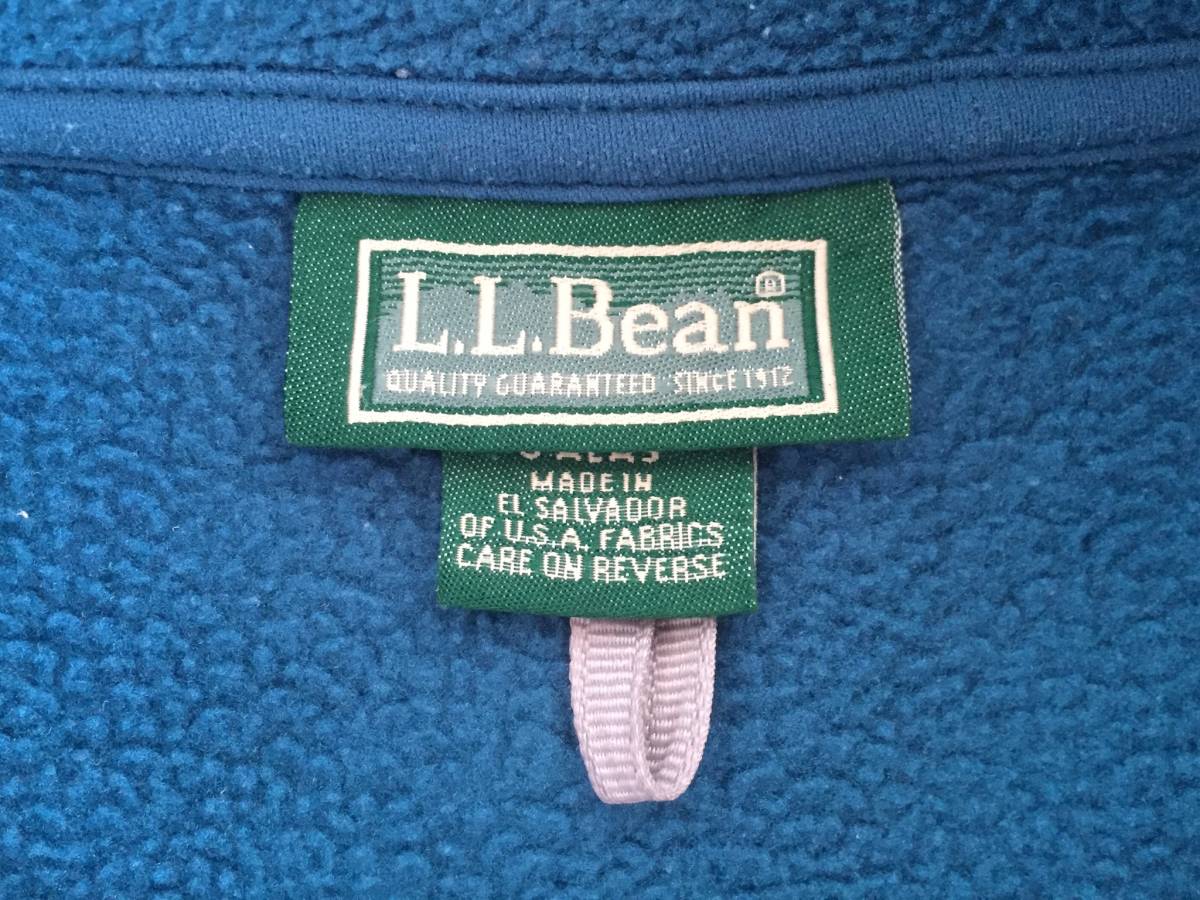 L.L.Bean®
QUALITY GUARANTEED SINCE 1912
MADE IN
EL SALVADOR
OF U.S.A. FABRICS
CARE ON REVERSE